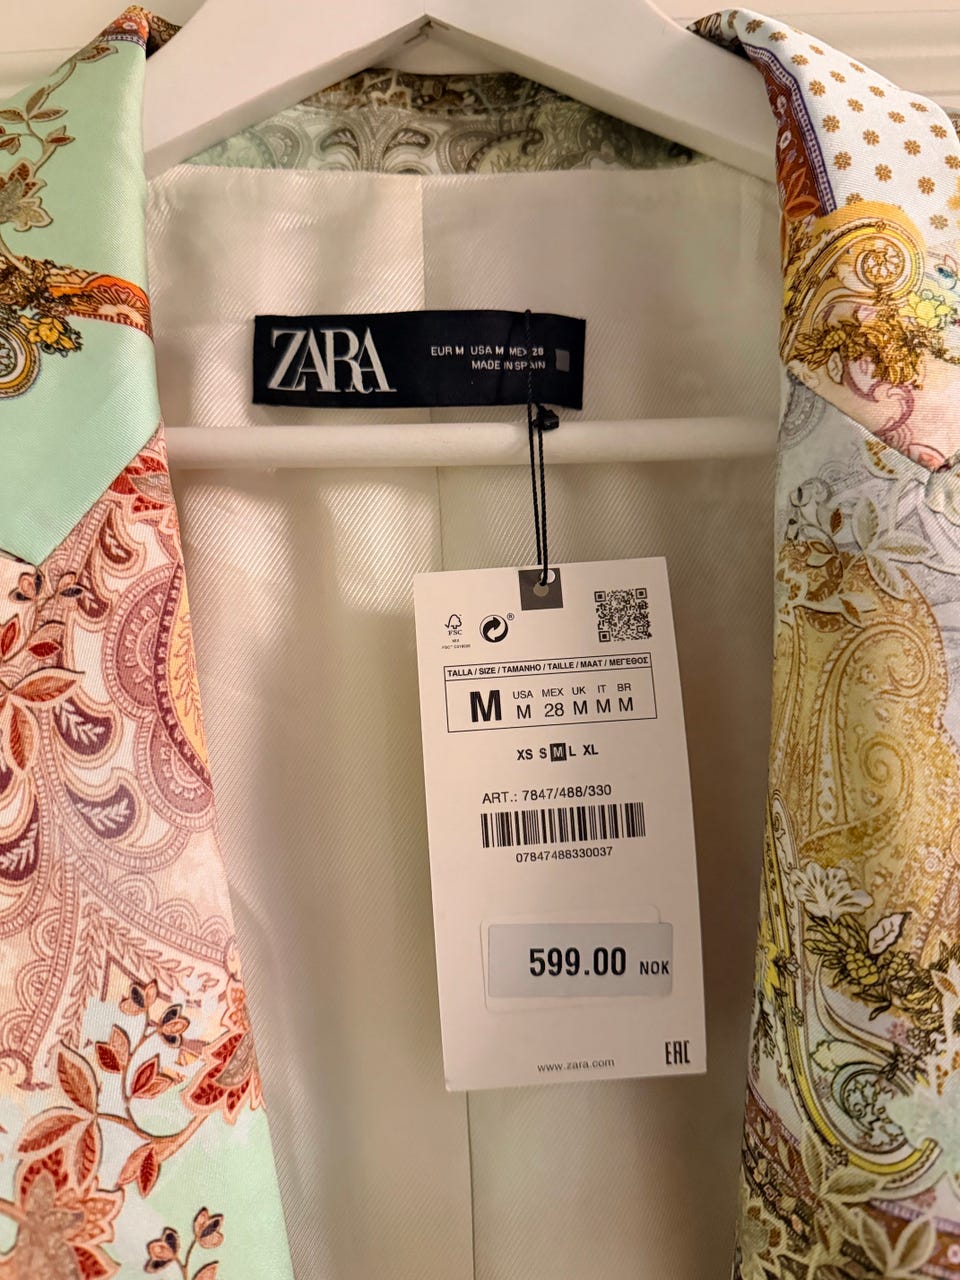 ZARA
EUR M USA M MEX 28
MADE IN SPAIN
FSC
MIX
®
TALLA / SIZE / TAMANHO / TAILLE / MAAT / ΜΕΓΕΘΟΣ
M
USA MEX UK IT BR
M 28 M M M
XS S M L XL
ART.: 7847/488/330
07847488330037
599.00 NOK
www.zara.com
EAC